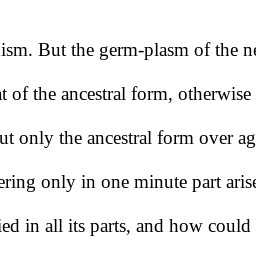 ism. But the germ-plasm of the ne
t of the ancestral form, otherwise
ut only the ancestral form over ag
ering only in one minute part arise
ied in all its parts, and how could